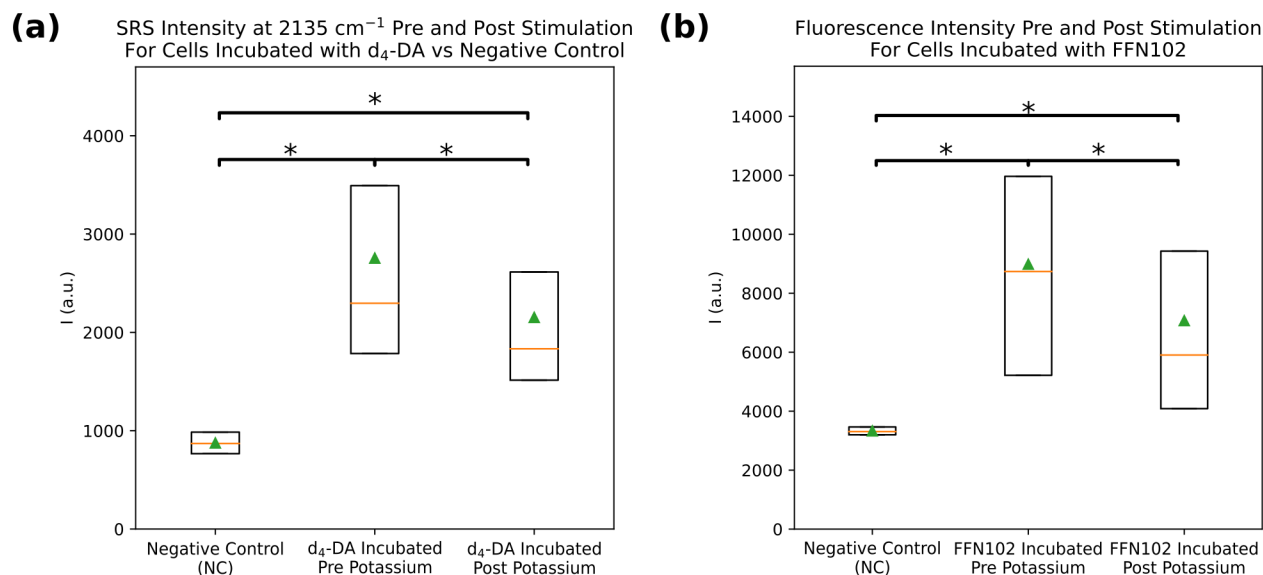 (a)
SRS Intensity at 2135 cm⁻¹ Pre and Post Stimulation
For Cells Incubated with d₄-DA vs Negative Control
I (a.u.)
4000
3000
2000
1000
0
*
*
*
Negative Control
(NC)
d₄-DA Incubated
Pre Potassium
d₄-DA Incubated
Post Potassium
(b)
Fluorescence Intensity Pre and Post Stimulation
For Cells Incubated with FFN102
I (a.u.)
14000
12000
10000
8000
6000
4000
2000
0
*
*
*
Negative Control
(NC)
FFN102 Incubated
Pre Potassium
FFN102 Incubated
Post Potassium